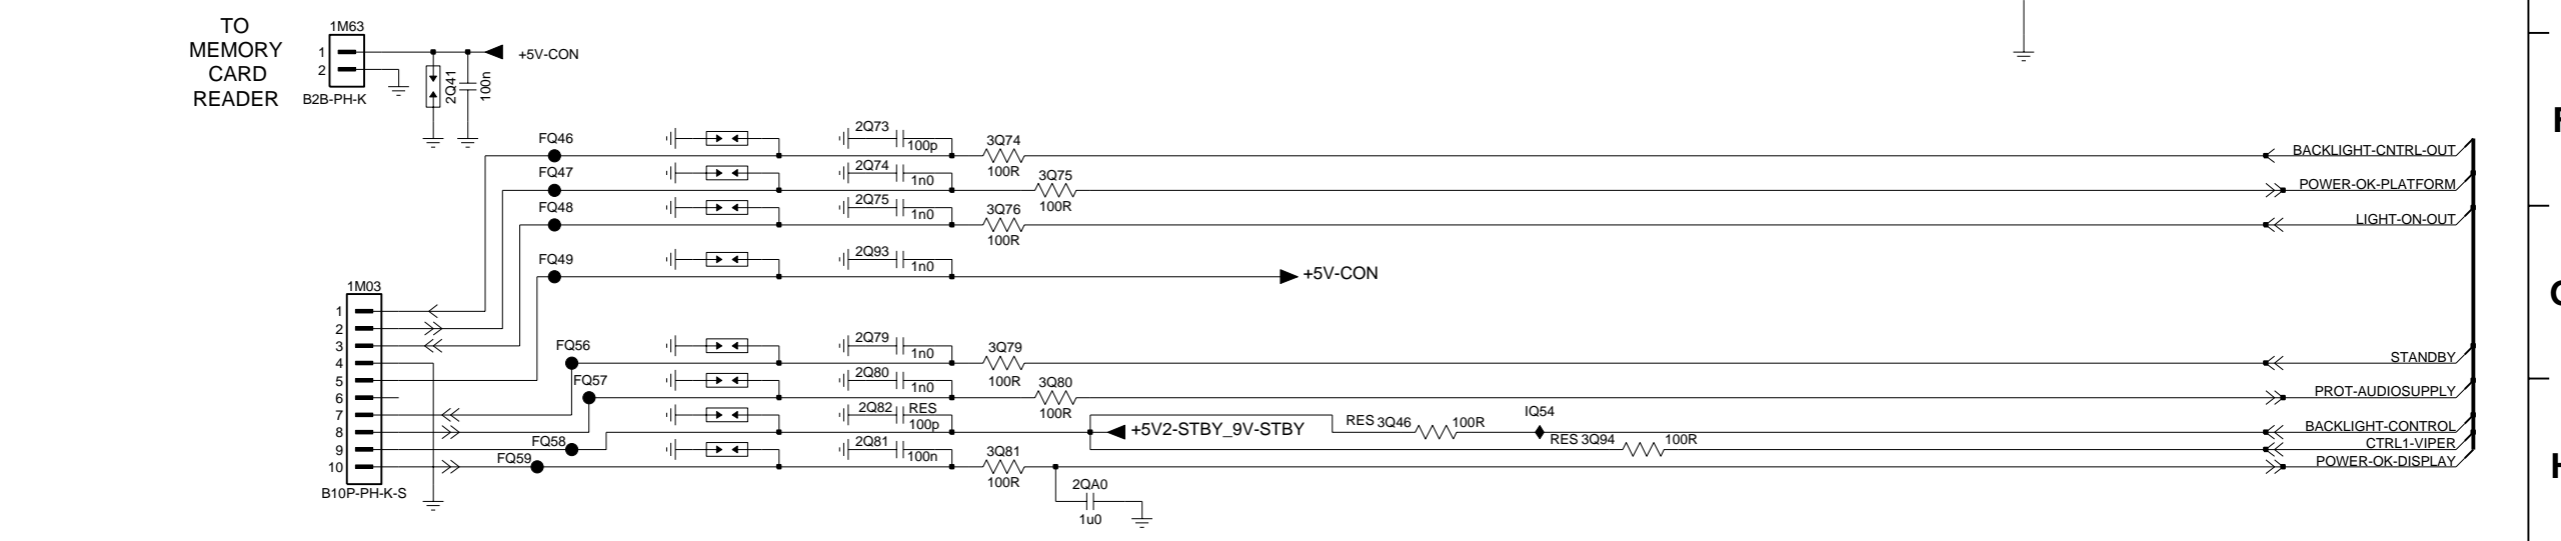 TO
MEMORY
CARD
READER
1M63
1
2
B2B-PH-K
2Q41
100n
+5V-CON
FQ46
2Q73
100p
3Q74
100R
BACKLIGHT-CNTRL-OUT
FQ47
2Q74
1n0
3Q75
100R
POWER-OK-PLATFORM
FQ48
2Q75
1n0
3Q76
100R
LIGHT-ON-OUT
FQ49
2Q93
1n0
+5V-CON
1M03
1
2
3
4
5
6
7
8
9
10
B10P-PH-K-S
FQ56
2Q79
1n0
3Q79
100R
STANDBY
FQ57
2Q80
1n0
3Q80
100R
PROT-AUDIOSUPPLY
FQ58
2Q82 RES
100p
+5V2-STBY_9V-STBY
RES 3Q46 100R
IQ54
BACKLIGHT-CONTROL
RES 3Q94 100R
CTRL1-VIPER
FQ59
2Q81
100n
3Q81
100R
POWER-OK-DISPLAY
2QA0
1u0